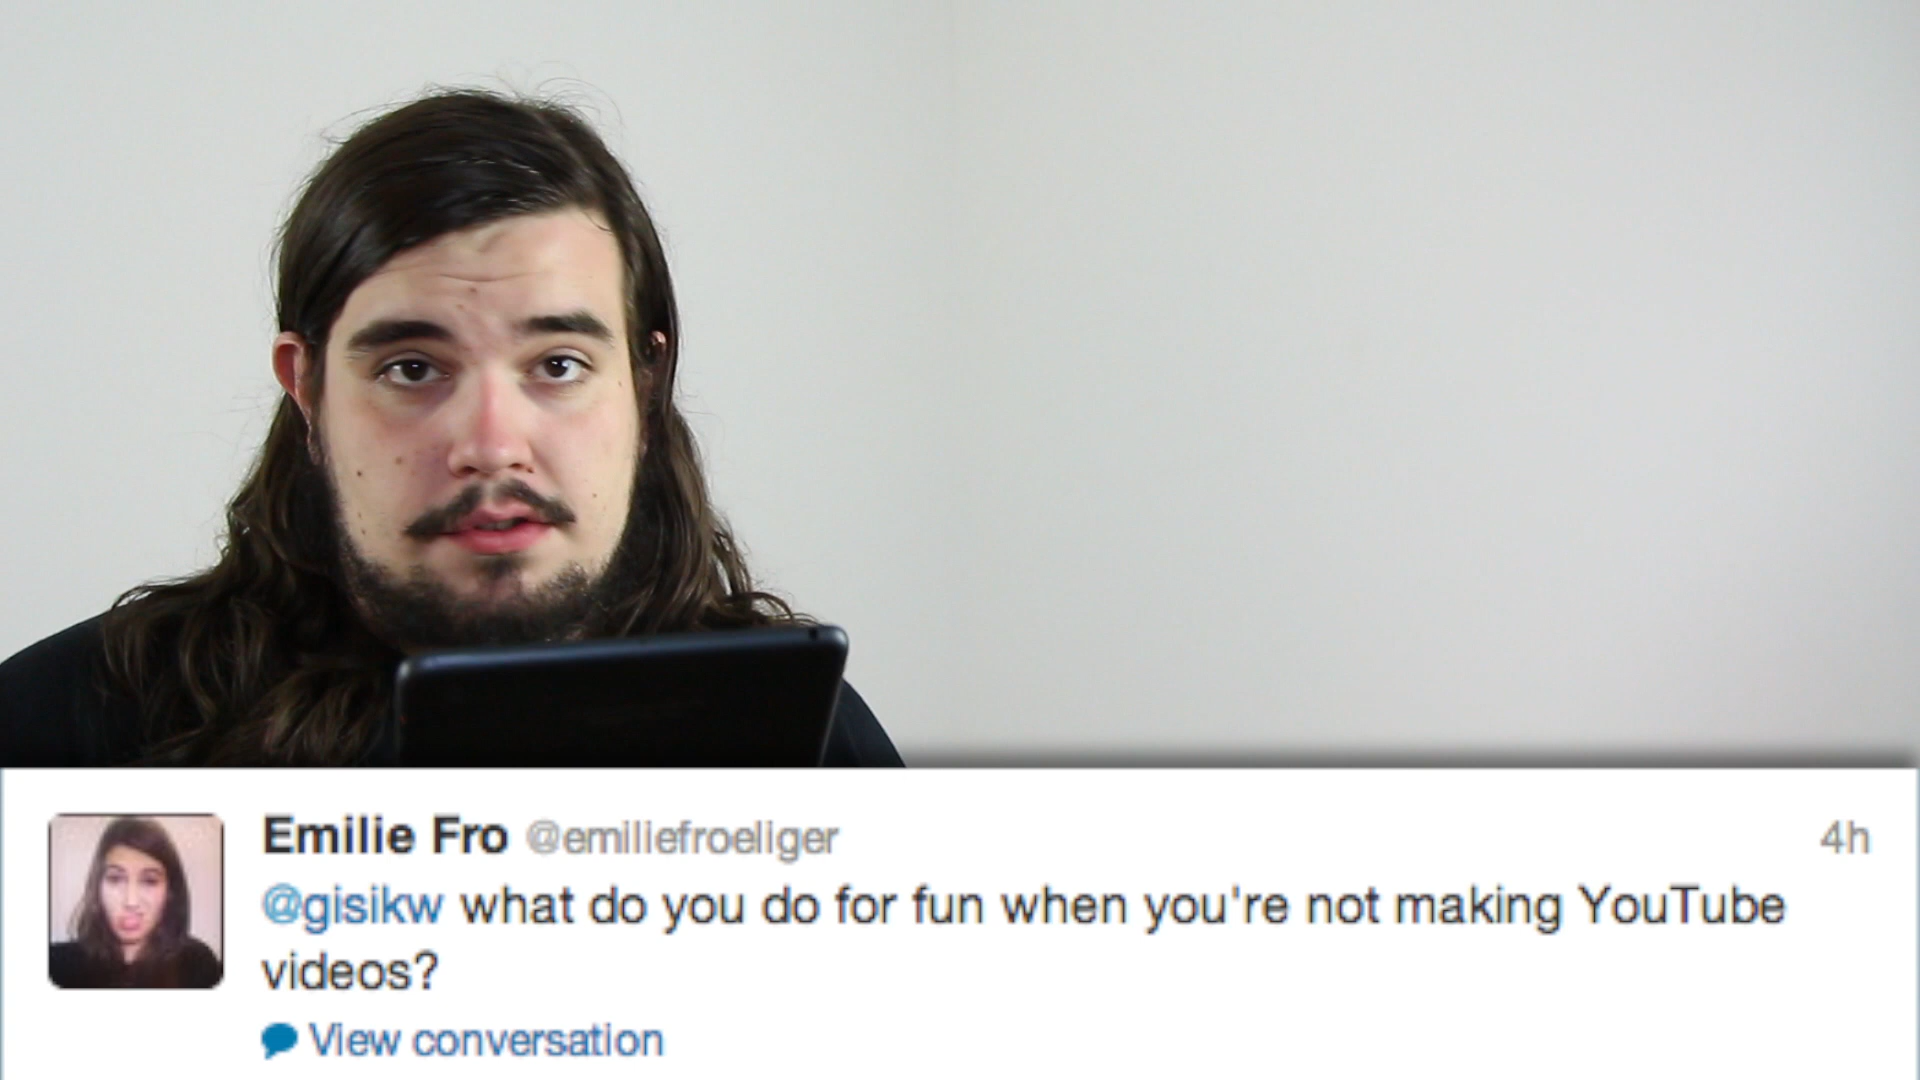 Emilie Fro @emiliefroeliger 4h
@gisikw what do you do for fun when you're not making YouTube
videos?
View conversation